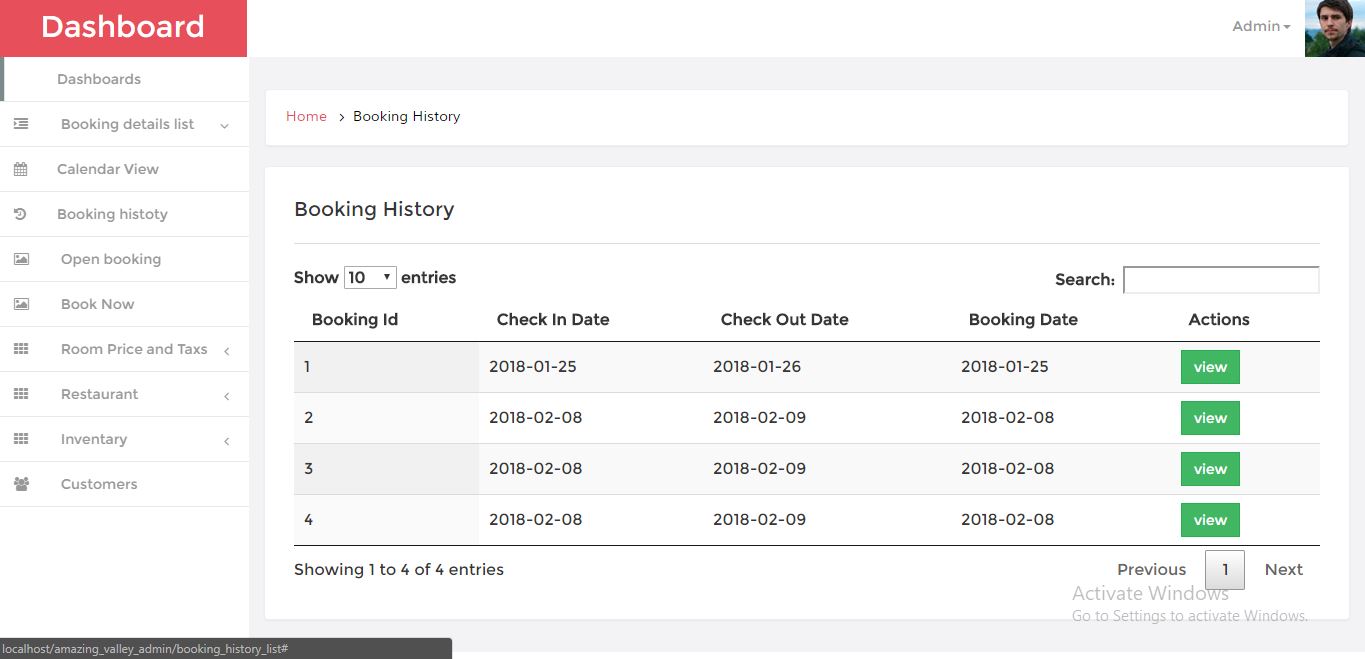 Dashboard
Admin
Dashboards
Booking details list
Calendar View
Booking histoty
Open booking
Book Now
Room Price and Taxs
Restaurant
Inventory
Customers
Home > Booking History
Booking History
Show 10 entries Search:
Booking Id Check In Date Check Out Date Booking Date Actions
1 2018-01-25 2018-01-26 2018-01-25 view
2 2018-02-08 2018-02-09 2018-02-08 view
3 2018-02-08 2018-02-09 2018-02-08 view
4 2018-02-08 2018-02-09 2018-02-08 view
Showing 1 to 4 of 4 entries Previous 1 Next
Activate Windows
Go to Settings to activate Windows.
localhost/amazing_valley_admin/booking_history_list#